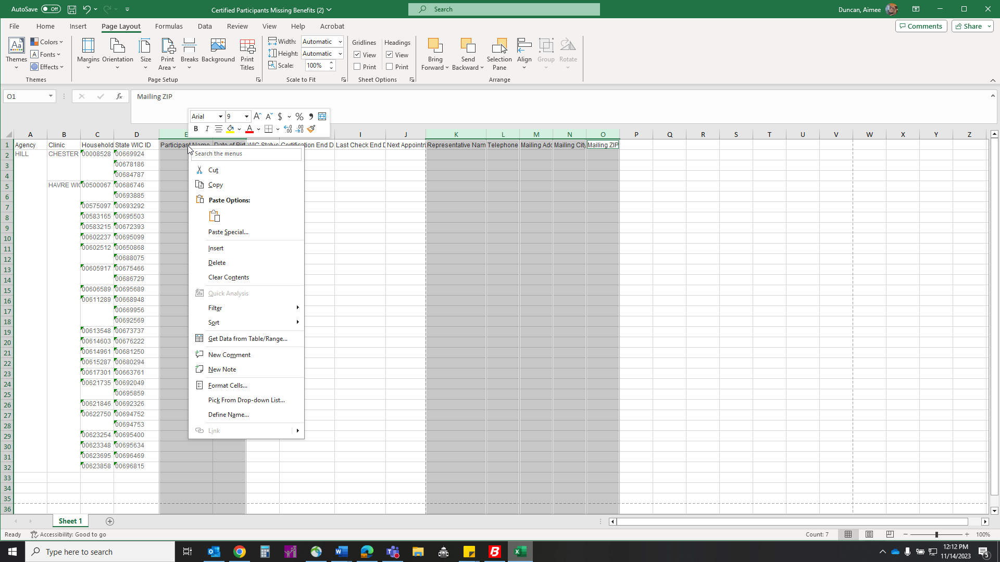 AutoSave Off Certified Participants Missing Benefits (2) Search Duncan, Aimee
File Home Insert Page Layout Formulas Data Review View Help Acrobat Comments Share
Themes Colors Fonts Effects Margins Orientation Size Print Area Breaks Background Print Titles Width: Automatic Height: Automatic Scale: 100% Gridlines View Print Headings View Print Bring Forward Send Backward Selection Pane Align Group Rotate
Themes Page Setup Scale to Fit Sheet Options Arrange
O1 fx Mailing ZIP
Arial 9 A A $ % ,
B I A
A B C D E I J K L M N O P Q R S T U V W X Y Z
1 Agency Clinic Household State WIC ID Participant Name Date of Birt WIC Status Certification End D Last Check End D Next Appointm Representative Nam Telephone Mailing Add Mailing City Mailing ZIP
2 HILL CHESTER 00008528 00669924
3 00678186
4 00684787
5 HAVRE WIC 00500067 00686746
6 00693885
7 00575097 00693292
8 00583165 00695503
9 00583215 00672393
10 00602237 00695099
11 00602512 00650868
12 00688075
13 00605917 00675466
14 00686729
15 00606589 00695689
16 00611289 00668948
17 00669956
18 00692569
19 00613548 00673737
20 00614603 00676222
21 00614961 00681250
22 00615287 00680294
23 00617301 00663761
24 00621735 00692049
25 00695859
26 00621846 00692326
27 00622750 00694752
28 00694753
29 00623254 00695400
30 00623348 00695634
31 00623695 00696469
32 00623858 00696815
33
34
35
36
Search the menus
Cut
Copy
Paste Options:
Paste Special...
Insert
Delete
Clear Contents
Quick Analysis
Filter
Sort
Get Data from Table/Range...
New Comment
New Note
Format Cells...
Pick From Drop-down List...
Define Name...
Link
Sheet 1
Ready Accessibility: Good to go Count: 7 100%
Type here to search 12:12 PM
11/14/2023 5